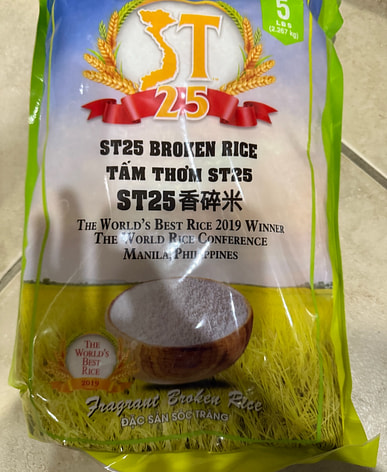 5
LBS
(2.267 kg)
ST
25
ST25 BROKEN RICE
TẤM THƠM ST25
ST25香碎米
THE WORLD'S BEST RICE 2019 WINNER
THE WORLD RICE CONFERENCE
MANILA, PHILIPPINES
THE
WORLD'S
BEST
RICE
2019
Fragrant Broken Rice
ĐẶC SẢN SÓC TRĂNG